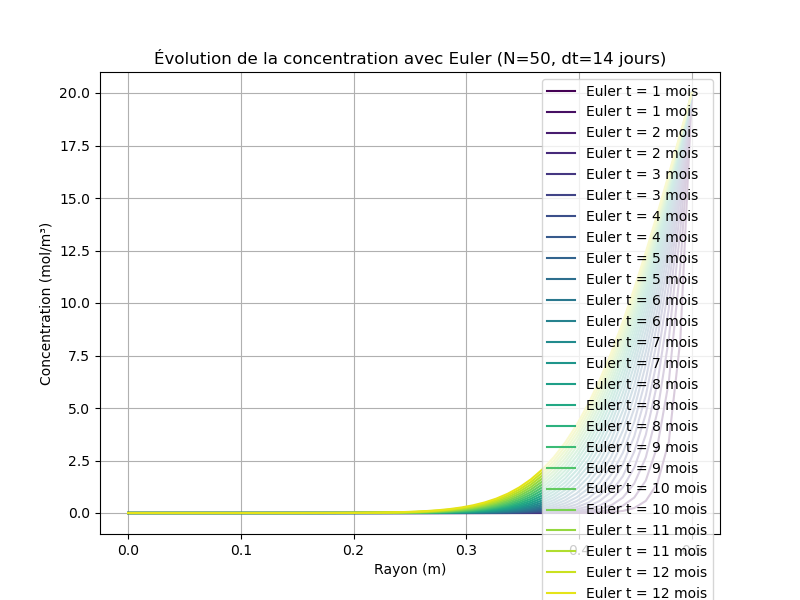 Évolution de la concentration avec Euler (N=50, dt=14 jours)
20.0
17.5
15.0
12.5
10.0
7.5
5.0
2.5
0.0
Concentration (mol/m³)
0.0
0.1
0.2
0.3
0.4
Rayon (m)
Euler t = 1 mois
Euler t = 1 mois
Euler t = 2 mois
Euler t = 2 mois
Euler t = 3 mois
Euler t = 3 mois
Euler t = 4 mois
Euler t = 4 mois
Euler t = 5 mois
Euler t = 5 mois
Euler t = 6 mois
Euler t = 6 mois
Euler t = 7 mois
Euler t = 7 mois
Euler t = 8 mois
Euler t = 8 mois
Euler t = 8 mois
Euler t = 9 mois
Euler t = 9 mois
Euler t = 10 mois
Euler t = 10 mois
Euler t = 11 mois
Euler t = 11 mois
Euler t = 12 mois
Euler t = 12 mois